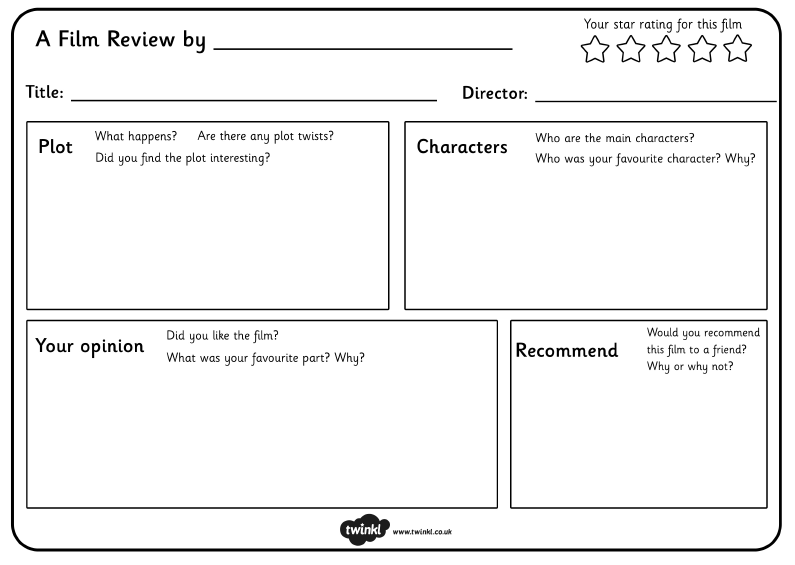 Your star rating for this film
A Film Review by
Title:
Director:
Plot
What happens? Are there any plot twists?
Did you find the plot interesting?
Characters
Who are the main characters?
Who was your favourite character? Why?
Your opinion
Did you like the film?
What was your favourite part? Why?
Recommend
Would you recommend
this film to a friend?
Why or why not?
twinkl
www.twinkl.co.uk